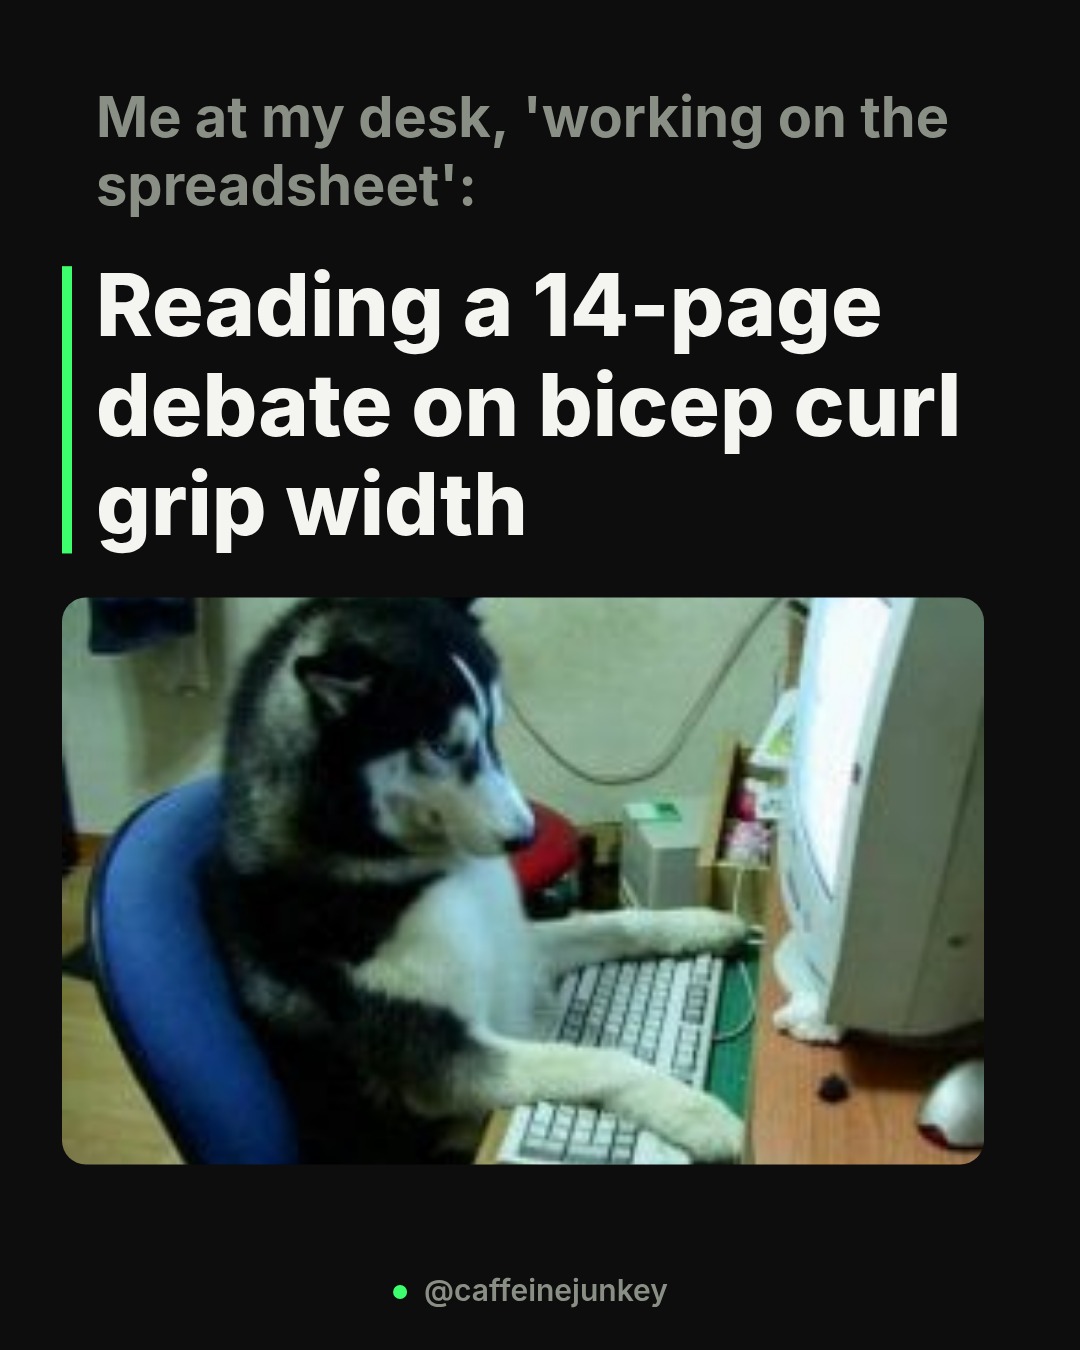 Me at my desk, 'working on the
spreadsheet':
Reading a 14-page
debate on bicep curl
grip width
@caffeinejunkey